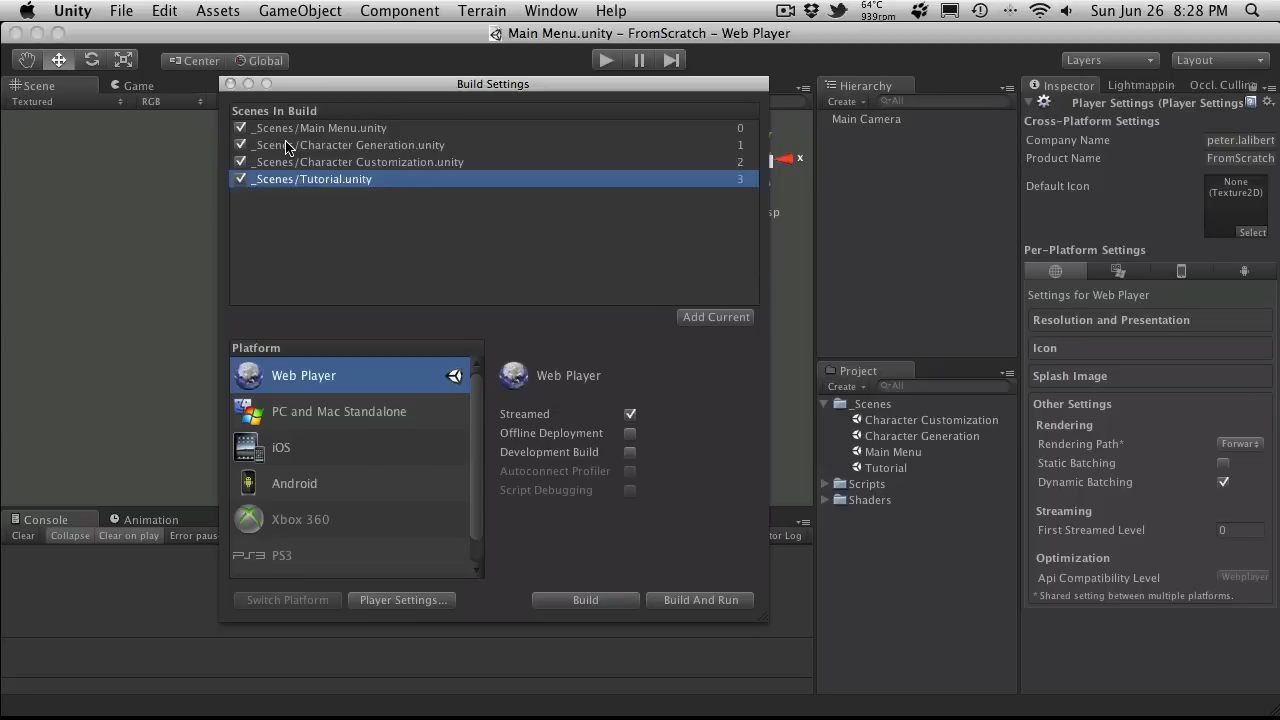 Unity File Edit Assets GameObject Component Terrain Window Help 64°C 939rpm Sun Jun 26 8:28 PM
Main Menu.unity – FromScratch – Web Player
Center Global Layers Layout
Scene Game
Textured RGB
Build Settings
Scenes In Build
_Scenes/Main Menu.unity 0
_Scenes/Character Generation.unity 1
_Scenes/Character Customization.unity 2
_Scenes/Tutorial.unity 3
Add Current
Platform
Web Player
PC and Mac Standalone
iOS
Android
Xbox 360
PS3
Web Player
Streamed
Offline Deployment
Development Build
Autoconnect Profiler
Script Debugging
Switch Platform Player Settings... Build Build And Run
x
sp
Console Animation
Clear Collapse Clear on play Error paus
tor Log
Hierarchy
Create All
Main Camera
Project
Create All
_Scenes
Character Customization
Character Generation
Main Menu
Tutorial
Scripts
Shaders
Inspector Lightmappin Occl. Culling
Player Settings (Player Settings
Cross-Platform Settings
Company Name peter.lalibert
Product Name FromScratch
Default Icon None
(Texture2D)
Select
Per-Platform Settings
Settings for Web Player
Resolution and Presentation
Icon
Splash Image
Other Settings
Rendering
Rendering Path* Forwar
Static Batching
Dynamic Batching
Streaming
First Streamed Level 0
Optimization
Api Compatibility Level Webplayer
* Shared setting between multiple platforms.